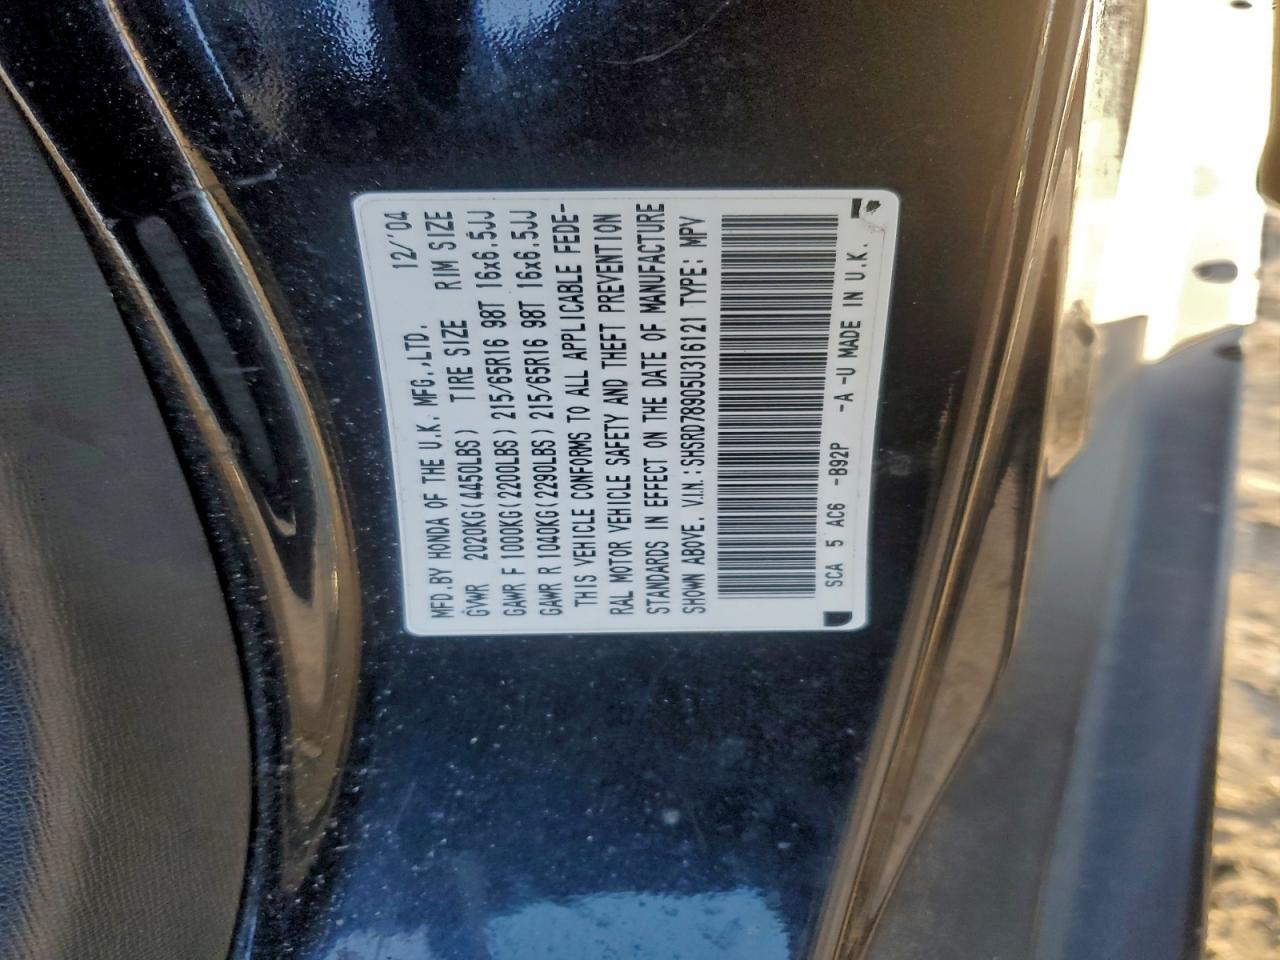 MFD.BY HONDA OF THE U.K. MFG.,LTD. 12/'04
GVWR 2020KG(4450LBS) TIRE SIZE RIM SIZE
GAWR F 1000KG(2200LBS) 215/65R16 98T 16x6.5JJ
GAWR R 1040KG(2290LBS) 215/65R16 98T 16x6.5JJ
THIS VEHICLE CONFORMS TO ALL APPLICABLE FEDE-
RAL MOTOR VEHICLE SAFETY AND THEFT PREVENTION
STANDARDS IN EFFECT ON THE DATE OF MANUFACTURE
SHOWN ABOVE. V.I.N.:SHSRD78905U316121 TYPE: MPV
SCA 5 AC6 -B92P -A -U MADE IN U.K.